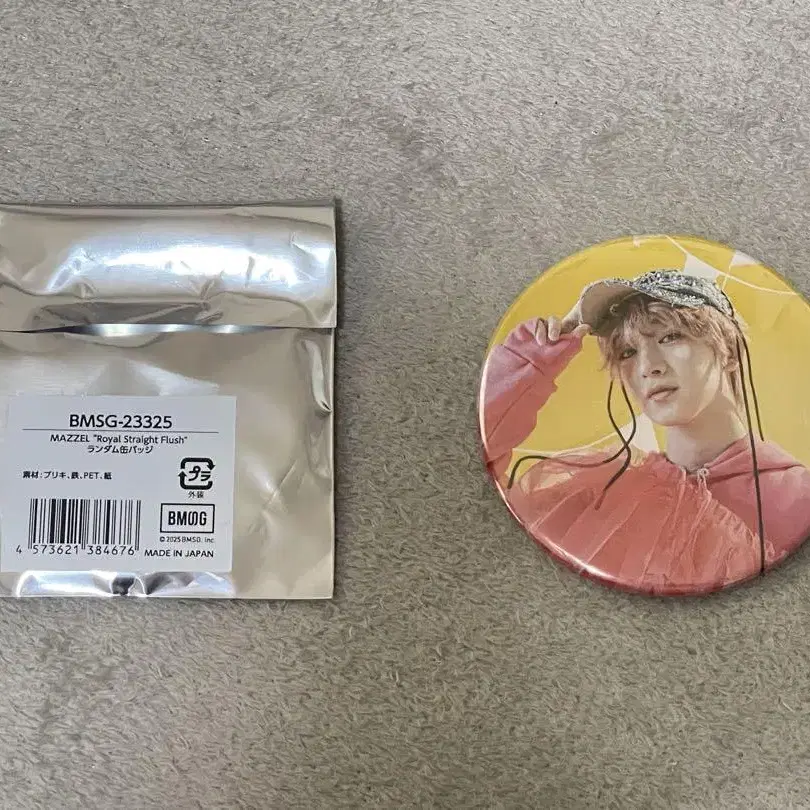 BMSG-23325
MAZZEL "Royal Straight Flush"
ランダム缶バッジ
素材：ブリキ、鉄、PET、紙
プラ
外装
BMSG
© 2025 BMSG, Inc.
4 573621 384676
MADE IN JAPAN